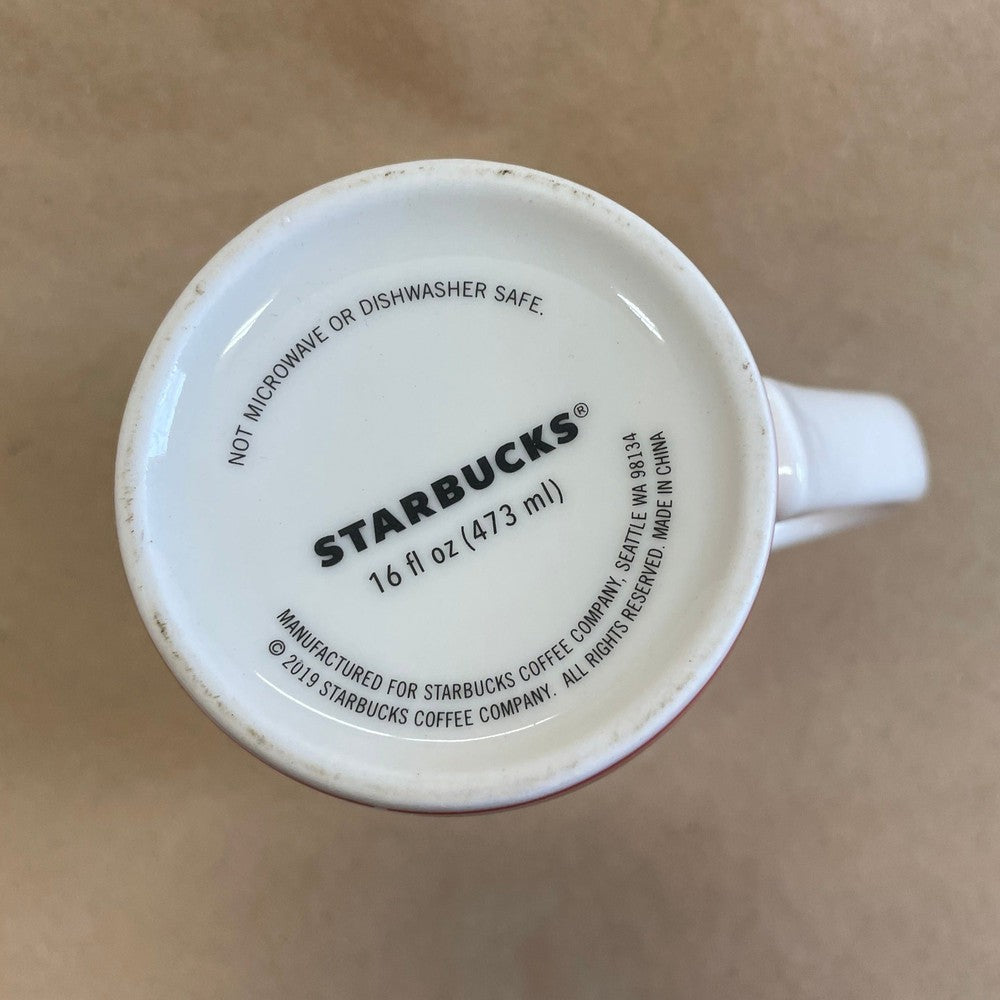 NOT MICROWAVE OR DISHWASHER SAFE.
STARBUCKS®
16 fl oz (473 ml)
MANUFACTURED FOR STARBUCKS COFFEE COMPANY, SEATTLE WA 98134
© 2019 STARBUCKS COFFEE COMPANY. ALL RIGHTS RESERVED. MADE IN CHINA